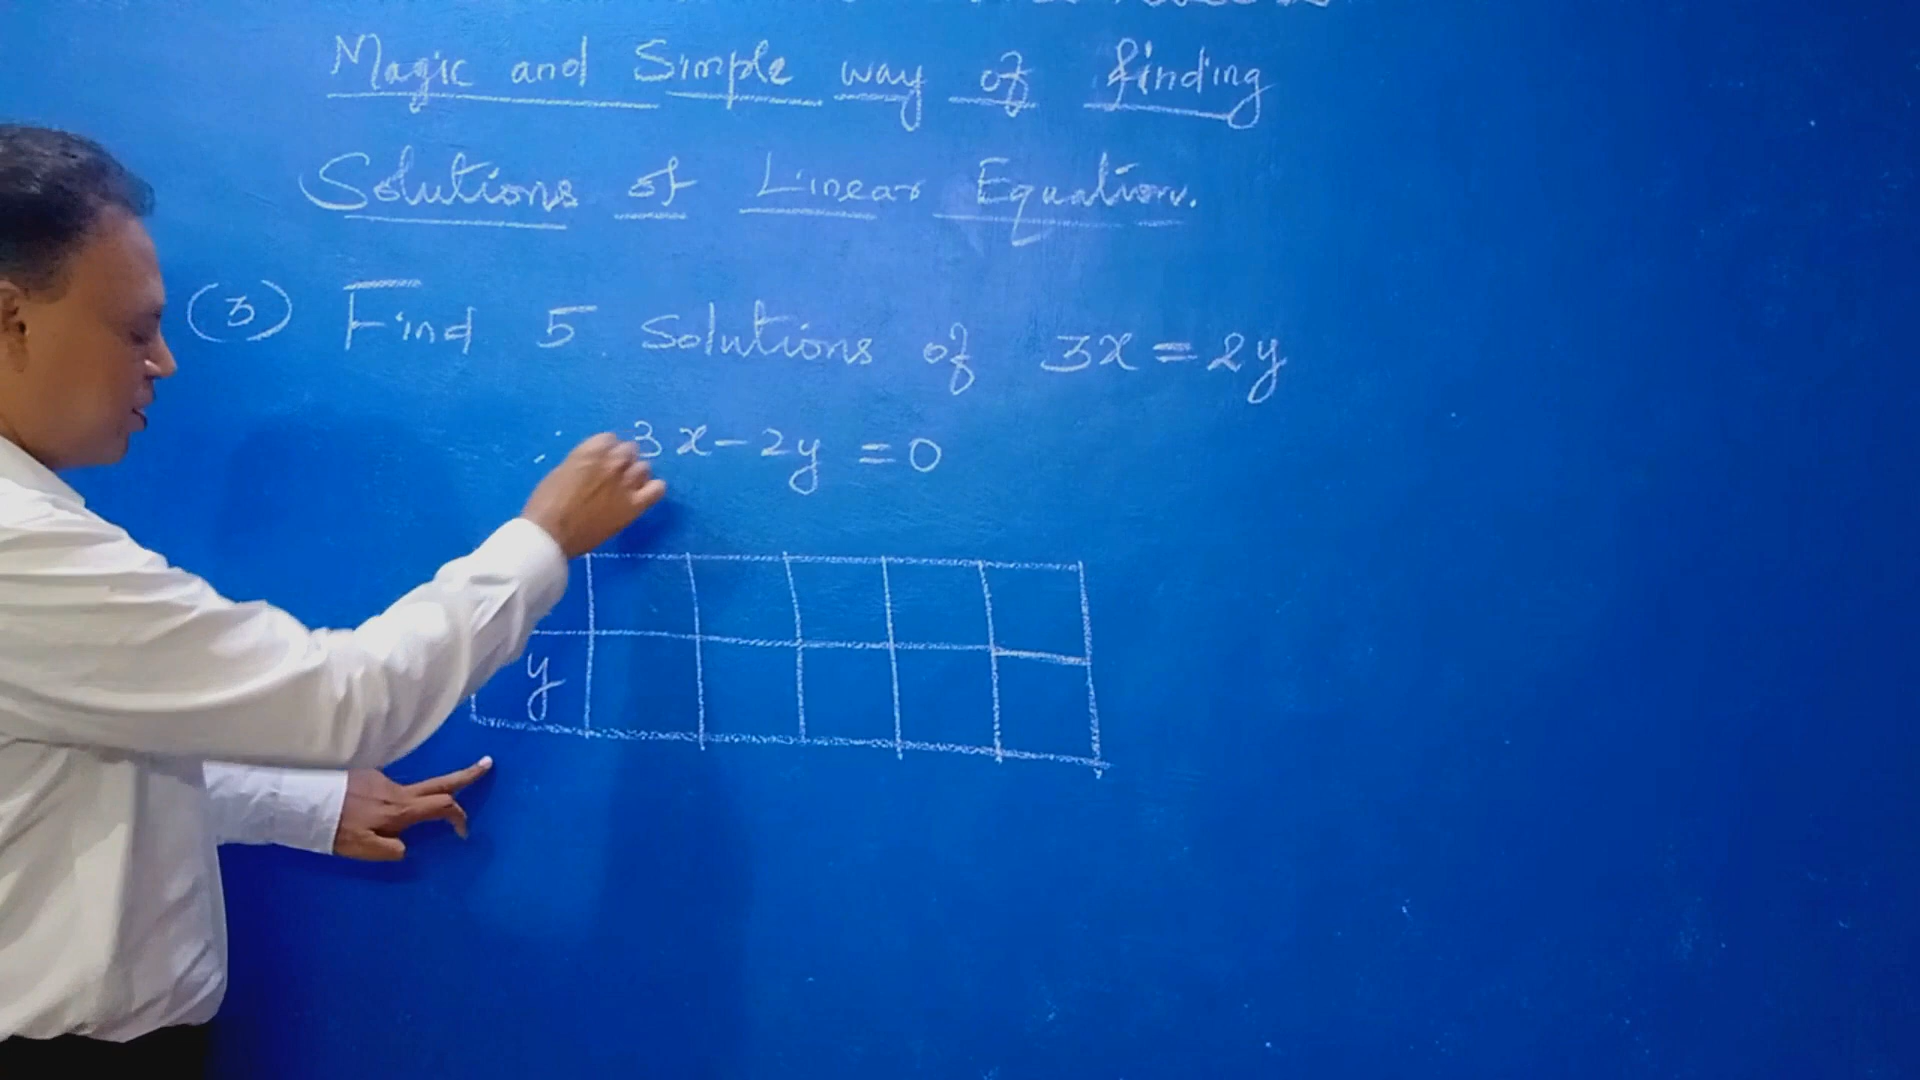 Magic and Simple way of finding
Solutions of Linear Equation.
(3) Find 5 Solutions of 3x = 2y
∴ 3x - 2y = 0
y